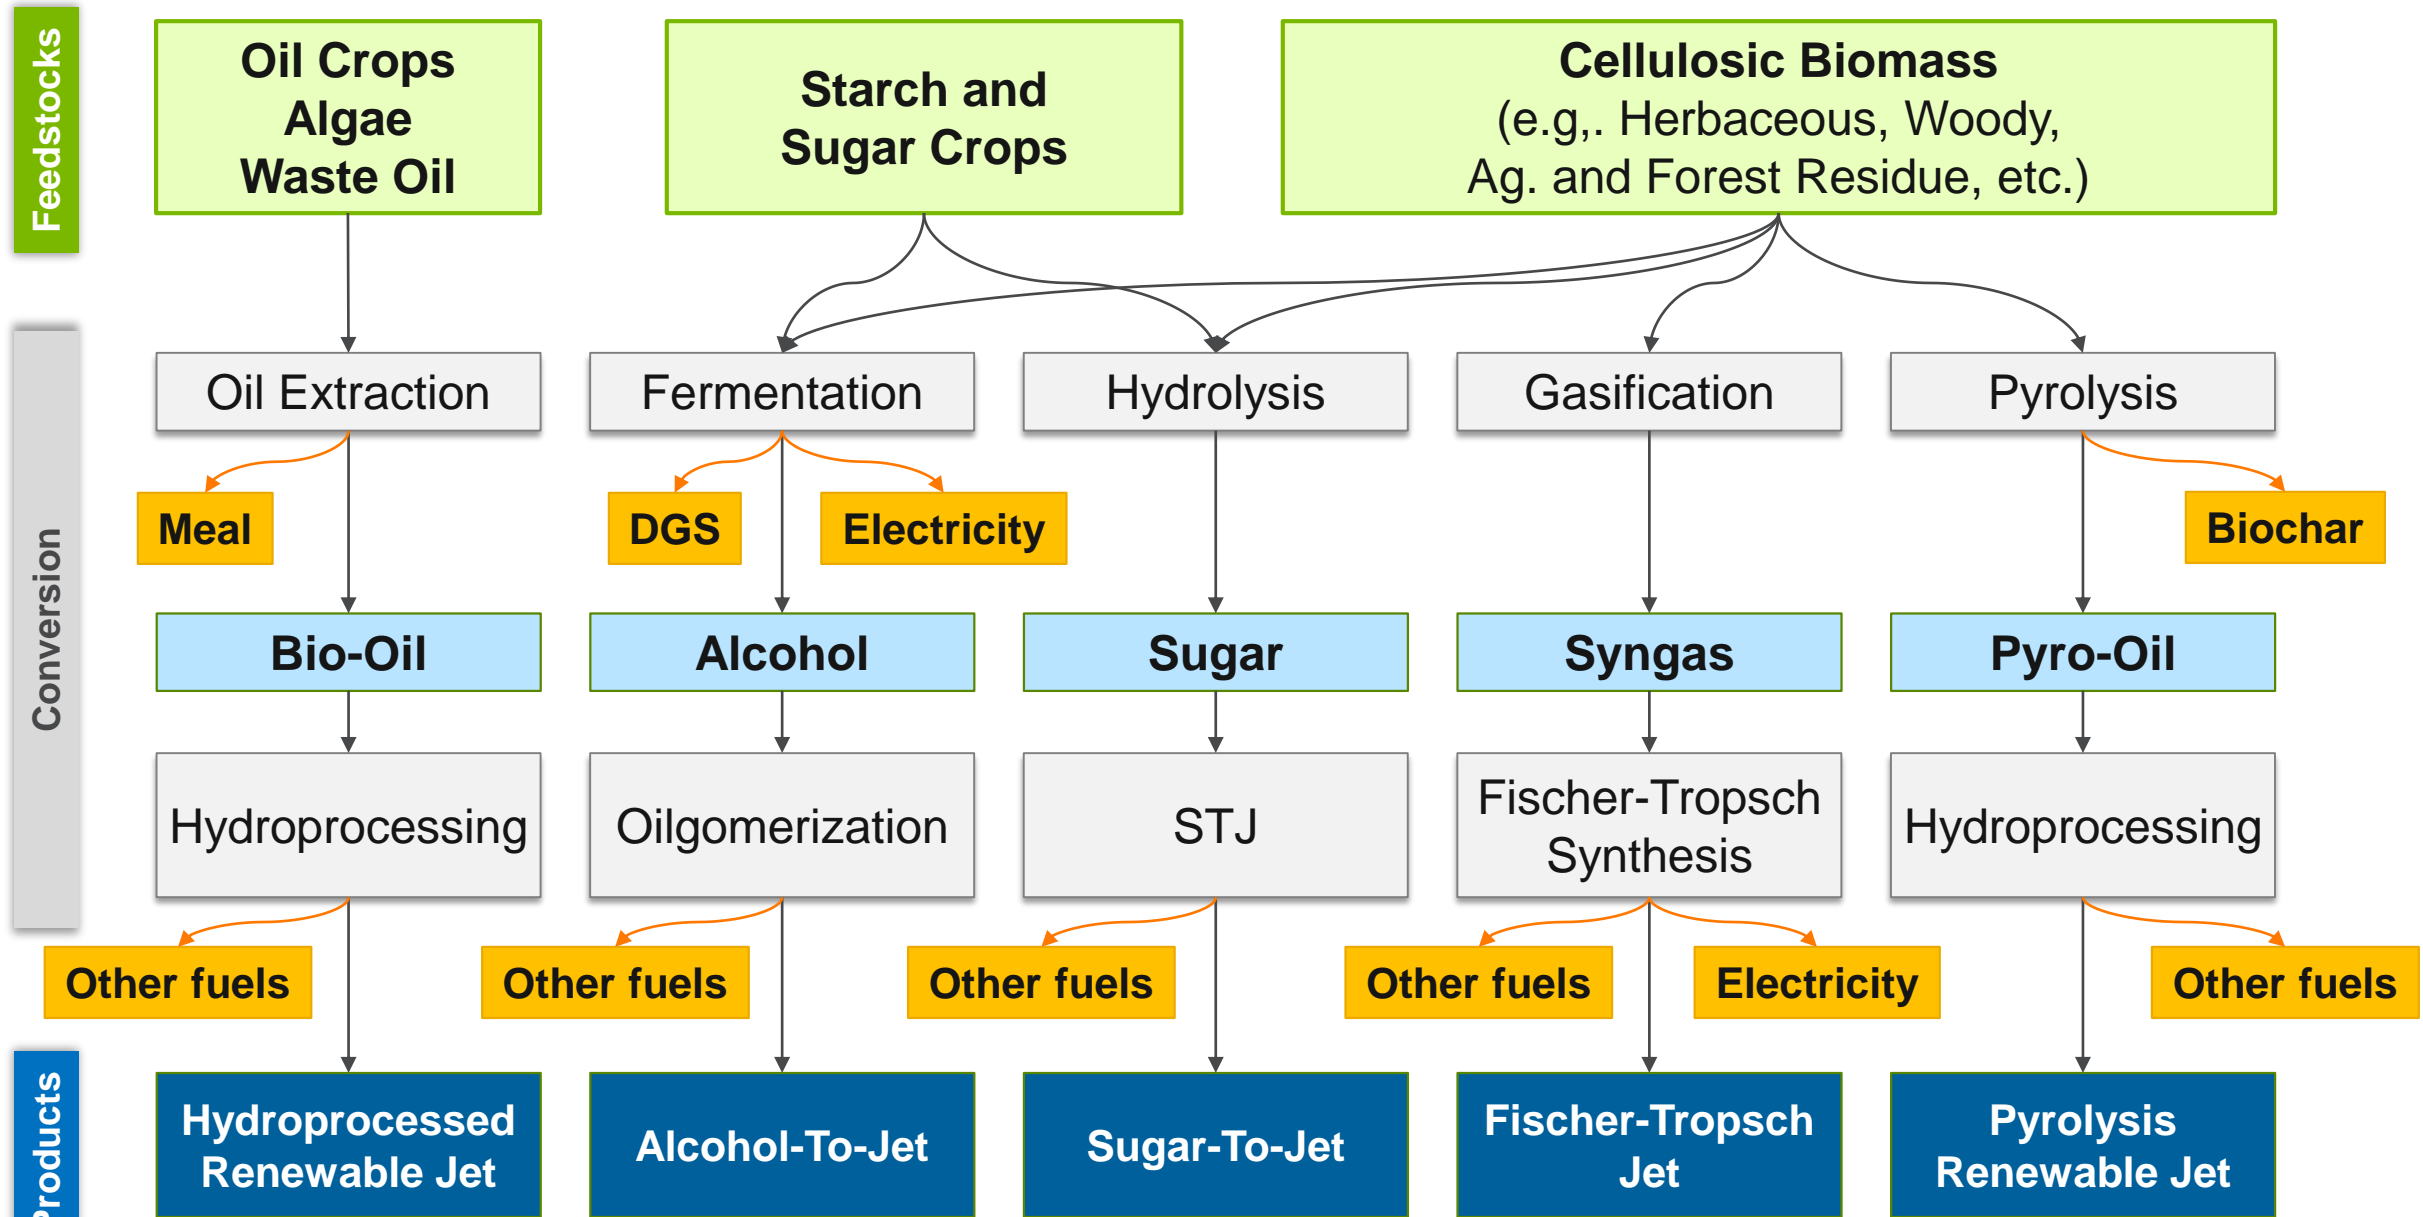 Feedstocks
Oil Crops
Algae
Waste Oil
Starch and
Sugar Crops
Cellulosic Biomass
(e.g,. Herbaceous, Woody,
Ag. and Forest Residue, etc.)
Conversion
Oil Extraction
Fermentation
Hydrolysis
Gasification
Pyrolysis
Meal
DGS
Electricity
Biochar
Bio-Oil
Alcohol
Sugar
Syngas
Pyro-Oil
Hydroprocessing
Oilgomerization
STJ
Fischer-Tropsch
Synthesis
Hydroprocessing
Other fuels
Other fuels
Other fuels
Other fuels
Electricity
Other fuels
Products
Hydroprocessed
Renewable Jet
Alcohol-To-Jet
Sugar-To-Jet
Fischer-Tropsch
Jet
Pyrolysis
Renewable Jet